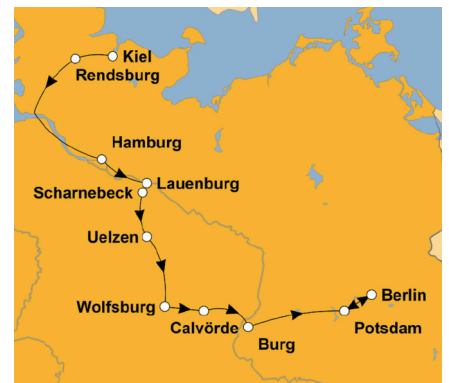 Kiel
Rendsburg
Hamburg
Lauenburg
Scharnebeck
Uelzen
Berlin
Wolfsburg
Calvörde
Potsdam
Burg